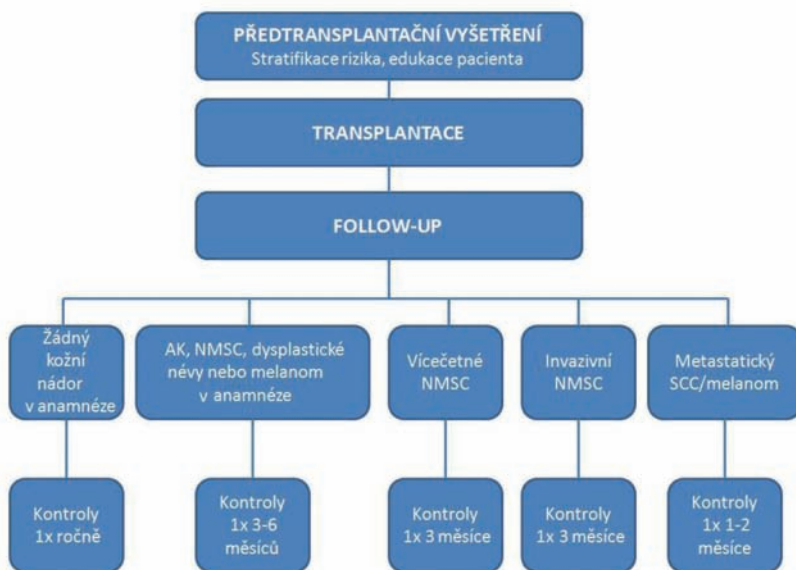 PŘEDTRANSPLANTAČNÍ VYŠETŘENÍ
Stratifikace rizika, edukace pacienta
TRANSPLANTACE
FOLLOW-UP
Žádný
kožní
nádor
v anamnéze
AK, NMSC, dysplastické
névy nebo melanom
v anamnéze
Vícečetné
NMSC
Invazivní
NMSC
Metastatický
SCC/melanom
Kontroly
1x ročně
Kontroly
1x 3-6
měsíců
Kontroly
1x 3 měsíce
Kontroly
1x 3 měsíce
Kontroly
1x 1-2
měsíce